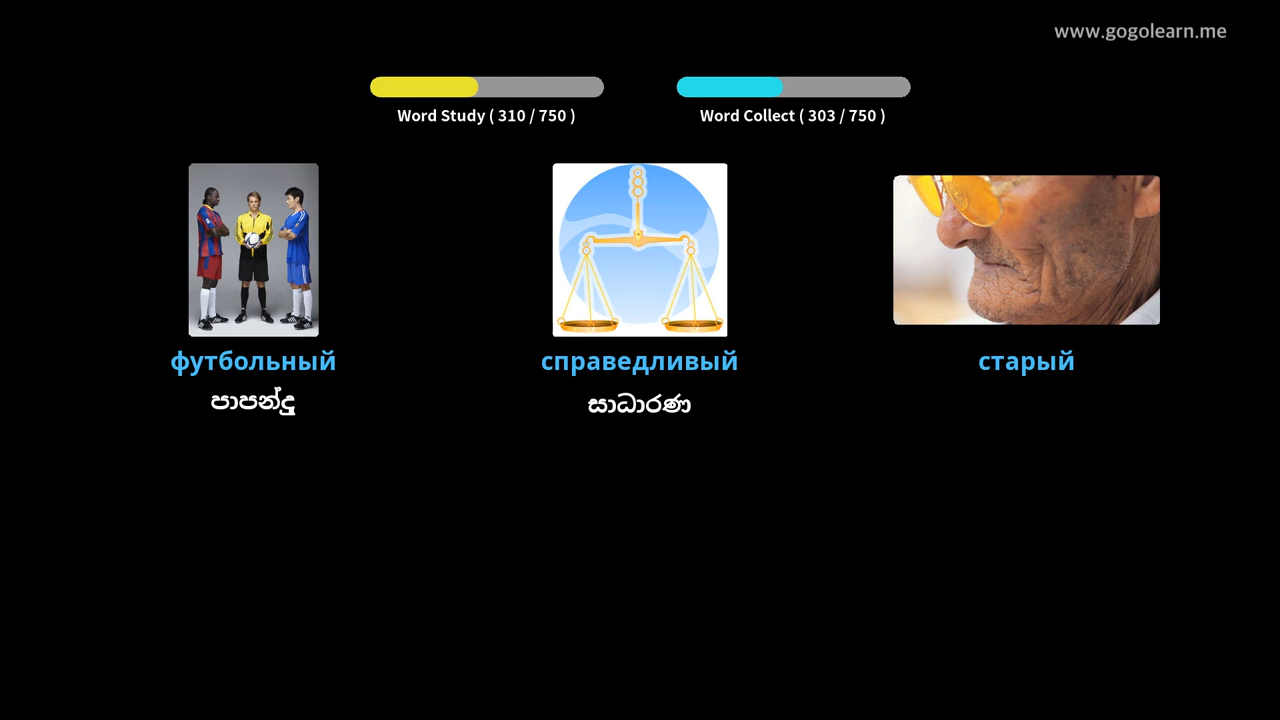 www.gogolearn.me
Word Study ( 310 / 750 )
Word Collect ( 303 / 750 )
футбольный
справедливый
старый
පාපන්දු
සාධාරණ